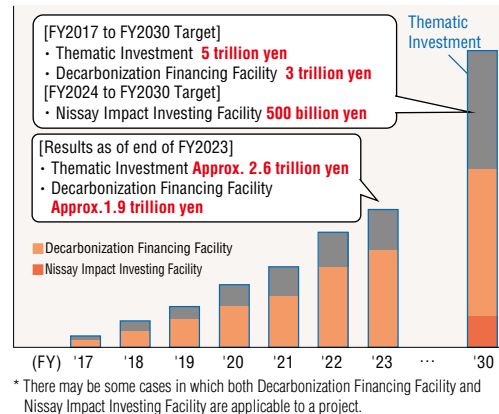 [FY2017 to FY2030 Target]
・Thematic Investment 5 trillion yen
・Decarbonization Financing Facility 3 trillion yen
[FY2024 to FY2030 Target]
・Nissay Impact Investing Facility 500 billion yen
Thematic
Investment
[Results as of end of FY2023]
・Thematic Investment Approx. 2.6 trillion yen
・Decarbonization Financing Facility
Approx.1.9 trillion yen
Decarbonization Financing Facility
Nissay Impact Investing Facility
(FY) '17 '18 '19 '20 '21 '22 '23 … '30
* There may be some cases in which both Decarbonization Financing Facility and
Nissay Impact Investing Facility are applicable to a project.